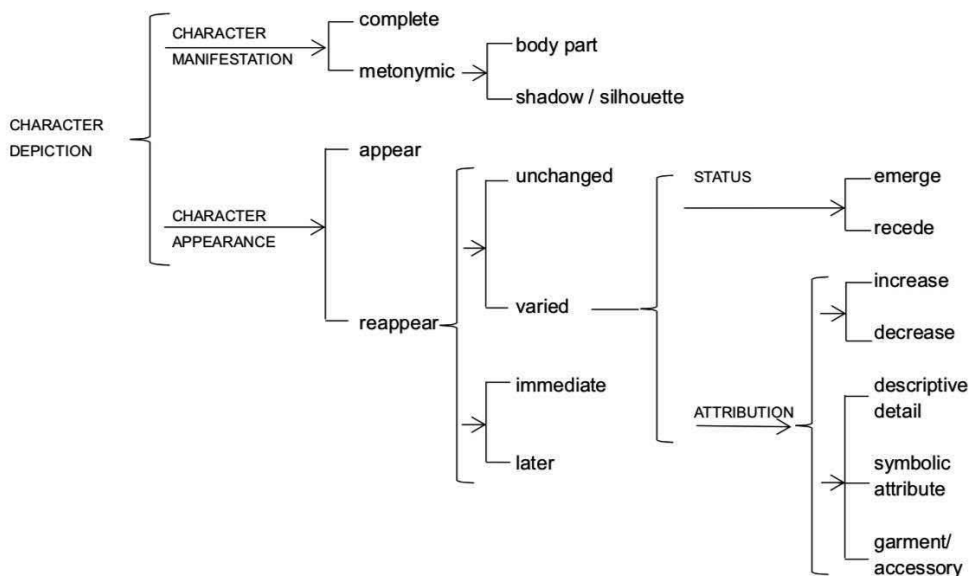 CHARACTER
DEPICTION
CHARACTER
MANIFESTATION
complete
metonymic
body part
shadow / silhouette
CHARACTER
APPEARANCE
appear
reappear
unchanged
varied
immediate
later
STATUS
emerge
recede
ATTRIBUTION
increase
decrease
descriptive
detail
symbolic
attribute
garment/
accessory